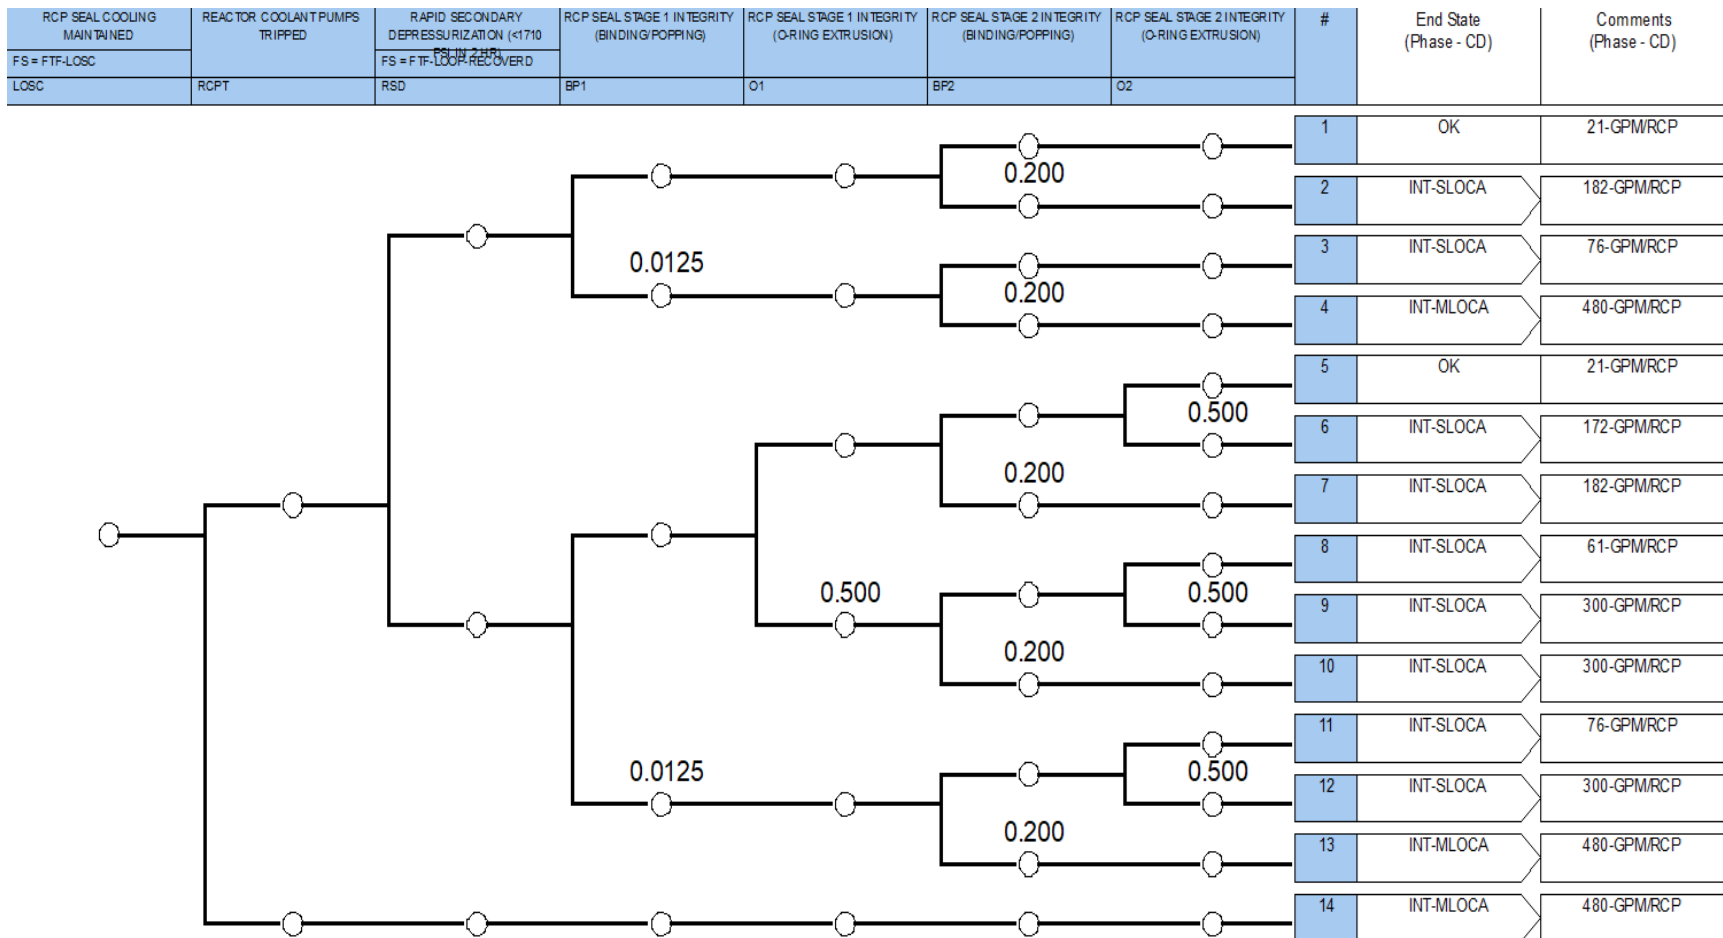 RCP SEAL COOLING MAINTAINED
FS = FTF-LOSC
LOSC
REACTOR COOLANT PUMPS TRIPPED
RCPT
RAPID SECONDARY DEPRESSURIZATION (<1710 PSI IN 2 HR)
FS = FTF-LOOP-RECOVERD
RSD
RCP SEAL STAGE 1 INTEGRITY (BINDING/POPPING)
BP1
RCP SEAL STAGE 1 INTEGRITY (O-RING EXTRUSION)
O1
RCP SEAL STAGE 2 INTEGRITY (BINDING/POPPING)
BP2
RCP SEAL STAGE 2 INTEGRITY (O-RING EXTRUSION)
O2
#
End State (Phase - CD)
Comments (Phase - CD)
1 OK 21-GPM/RCP
0.200
2 INT-SLOCA 182-GPM/RCP
3 INT-SLOCA 76-GPM/RCP
0.0125
0.200
4 INT-MLOCA 480-GPM/RCP
5 OK 21-GPM/RCP
0.500
6 INT-SLOCA 172-GPM/RCP
0.200
7 INT-SLOCA 182-GPM/RCP
8 INT-SLOCA 61-GPM/RCP
0.500
0.500
9 INT-SLOCA 300-GPM/RCP
0.200
10 INT-SLOCA 300-GPM/RCP
11 INT-SLOCA 76-GPM/RCP
0.0125
0.500
12 INT-SLOCA 300-GPM/RCP
0.200
13 INT-MLOCA 480-GPM/RCP
14 INT-MLOCA 480-GPM/RCP